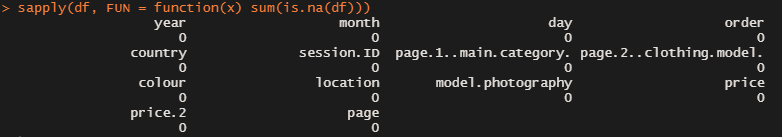 > sapply(df, FUN = function(x) sum(is.na(df)))
year month day order
0 0 0 0
country session.ID page.1..main.category. page.2..clothing.model.
0 0 0 0
colour location model.photography price
0 0 0 0
price.2 page
0 0